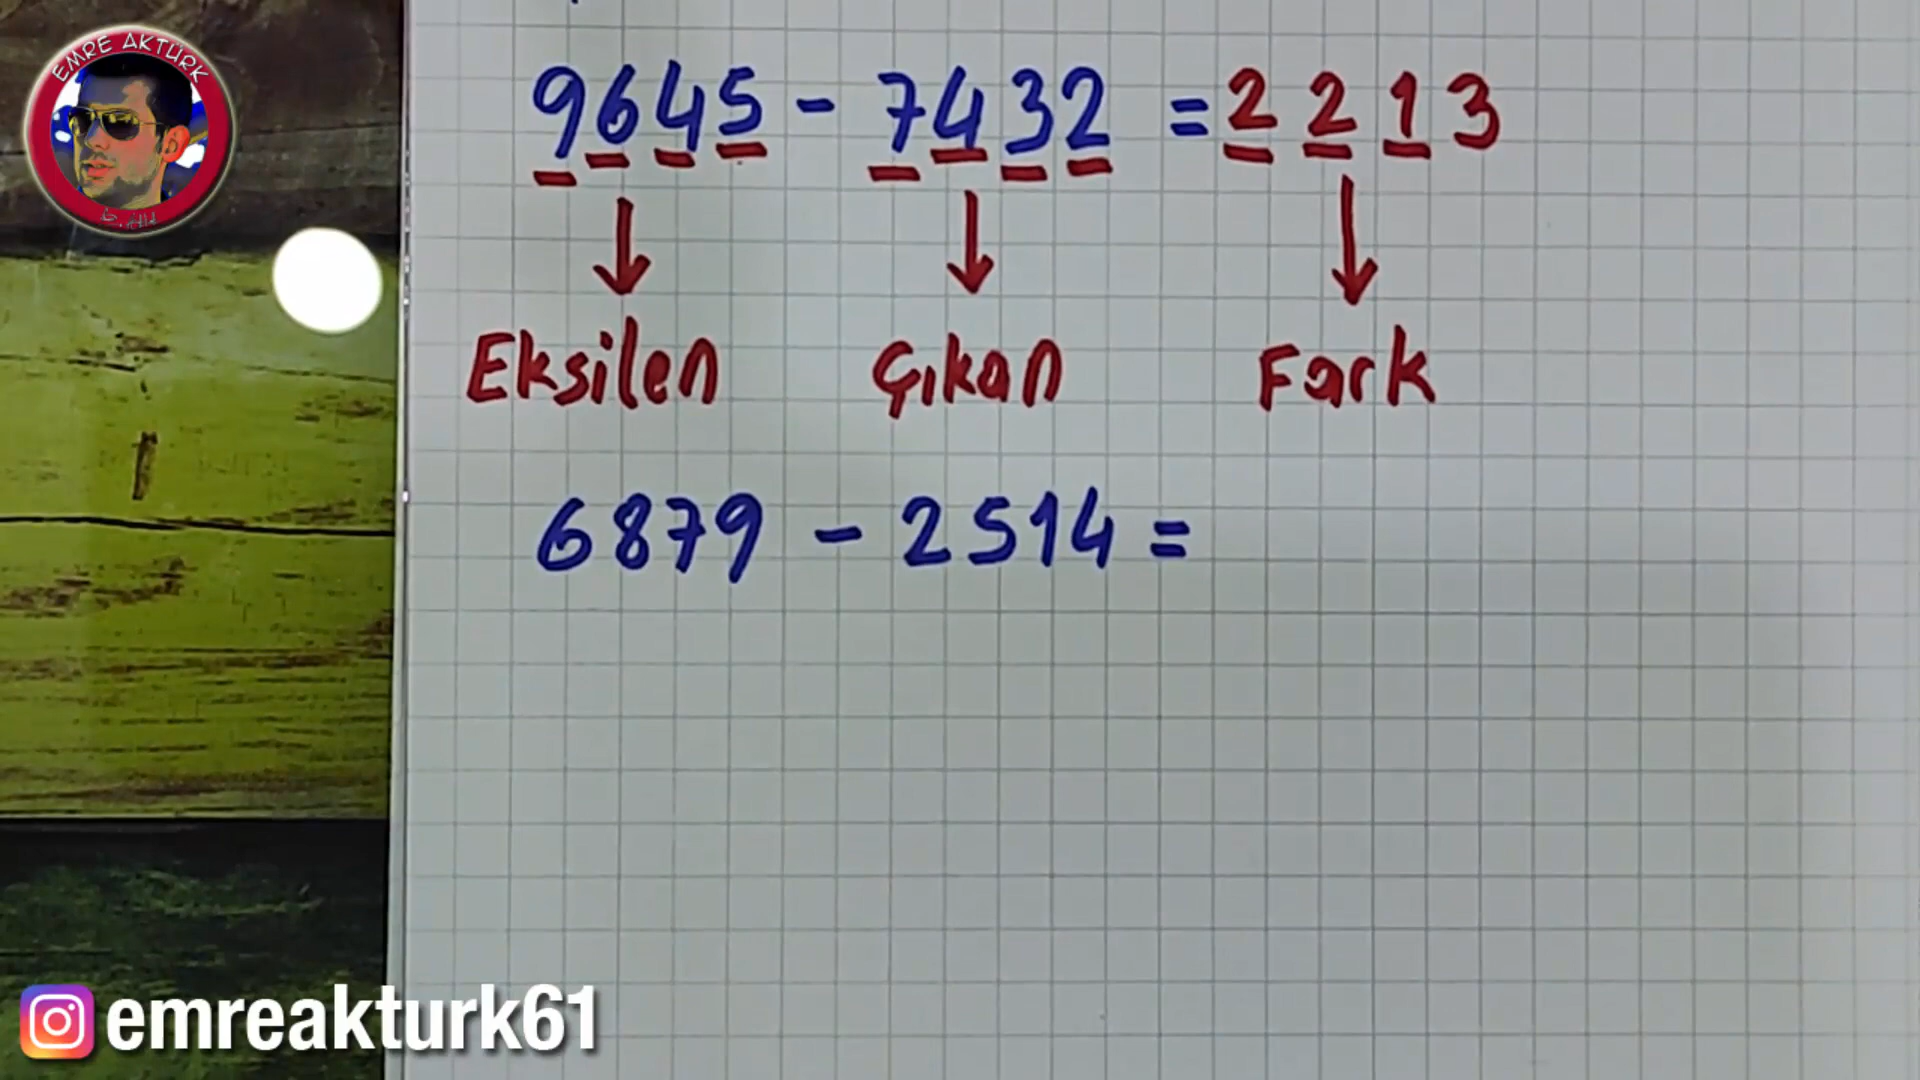 EMRE AKTÜRK
9645 - 7432 = 2213
Eksilen Çıkan Fark
6879 - 2514 =
emreakturk61